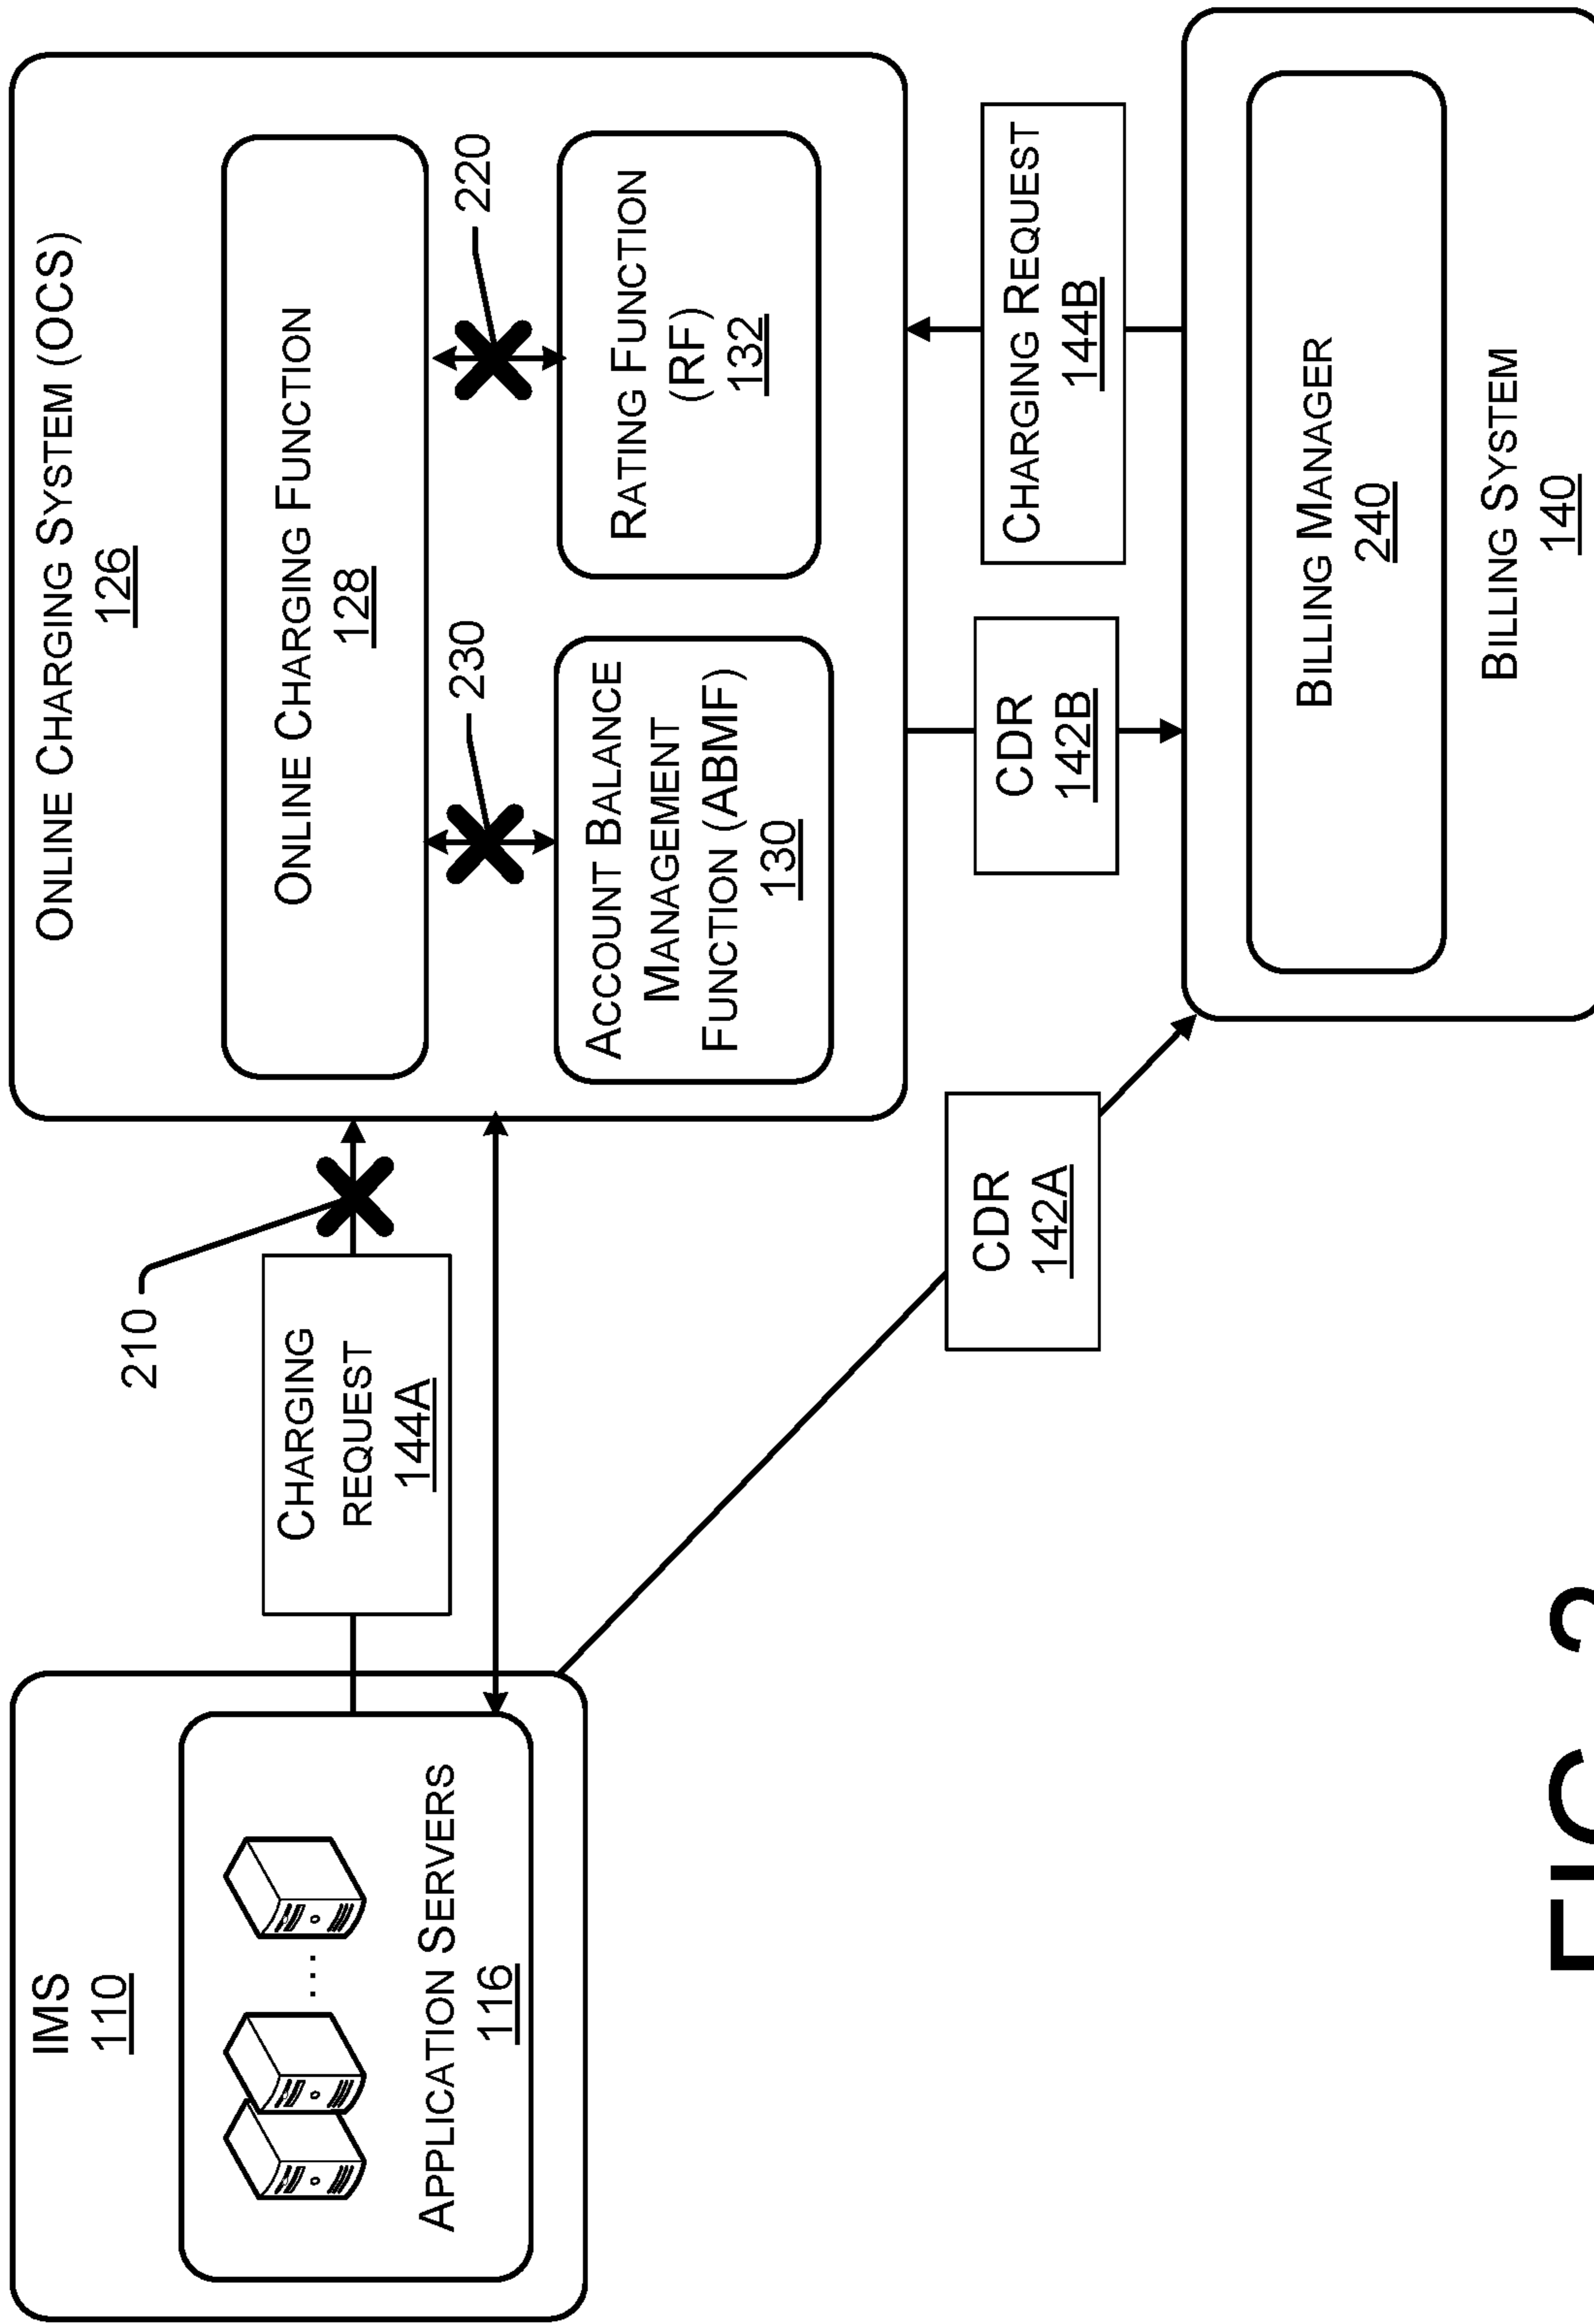 IMS
110
APPLICATION SERVERS
116
210
CHARGING
REQUEST
144A
ONLINE CHARGING SYSTEM (OCS)
126
ONLINE CHARGING FUNCTION
128
230
220
ACCOUNT BALANCE
MANAGEMENT
FUNCTION (ABMF)
130
RATING FUNCTION
(RF)
132
CDR
142A
CDR
142B
CHARGING REQUEST
144B
BILLING MANAGER
240
BILLING SYSTEM
140